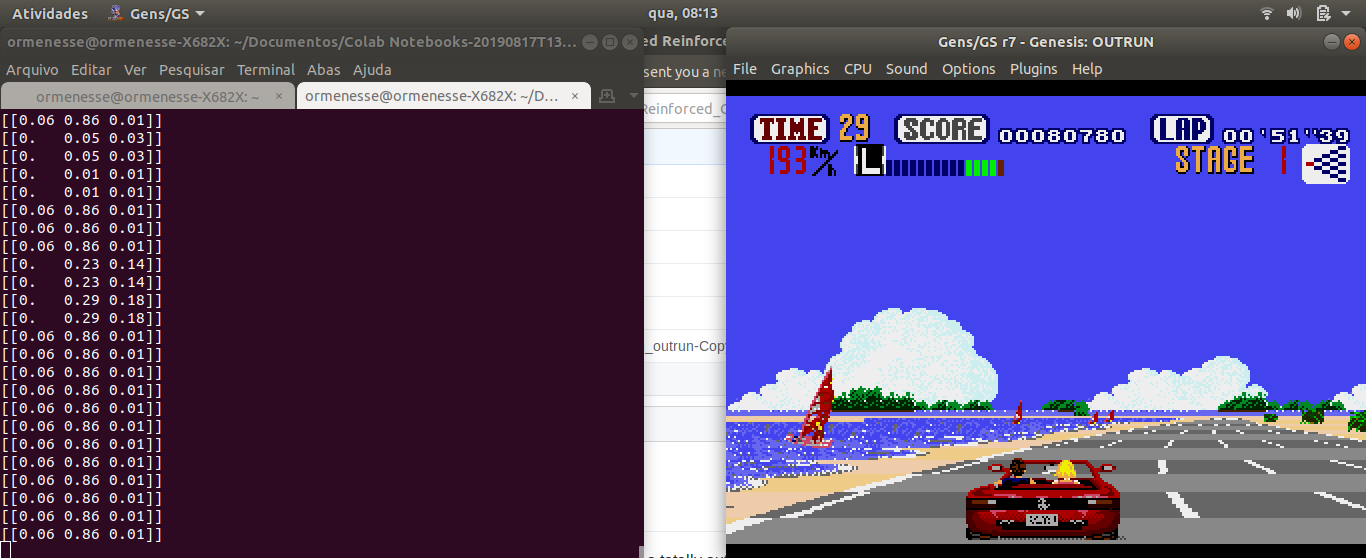 Atividades
Gens/GS
qua, 08:13
ormenesse@ormenesse-X682X: ~/Documentos/Colab Notebooks-20190817T13...
Arquivo Editar Ver Pesquisar Terminal Abas Ajuda
ormenesse@ormenesse-X682X: ~ ×
ormenesse@ormenesse-X682X: ~/D... ×
[[0.06 0.86 0.01]]
[[0.   0.05 0.03]]
[[0.   0.05 0.03]]
[[0.   0.01 0.01]]
[[0.   0.01 0.01]]
[[0.06 0.86 0.01]]
[[0.06 0.86 0.01]]
[[0.06 0.86 0.01]]
[[0.   0.23 0.14]]
[[0.   0.23 0.14]]
[[0.   0.29 0.18]]
[[0.   0.29 0.18]]
[[0.06 0.86 0.01]]
[[0.06 0.86 0.01]]
[[0.06 0.86 0.01]]
[[0.06 0.86 0.01]]
[[0.06 0.86 0.01]]
[[0.06 0.86 0.01]]
[[0.06 0.86 0.01]]
[[0.06 0.86 0.01]]
[[0.06 0.86 0.01]]
[[0.06 0.86 0.01]]
[[0.06 0.86 0.01]]
[[0.06 0.86 0.01]]
ed Reinforc
sent you a ne
Reinforced_
_outrun-Cop
Gens/GS r7 - Genesis: OUTRUN
File Graphics CPU Sound Options Plugins Help
TIME 29 SCORE 00080780 LAP 00'51"39
193 Km/h L STAGE 1